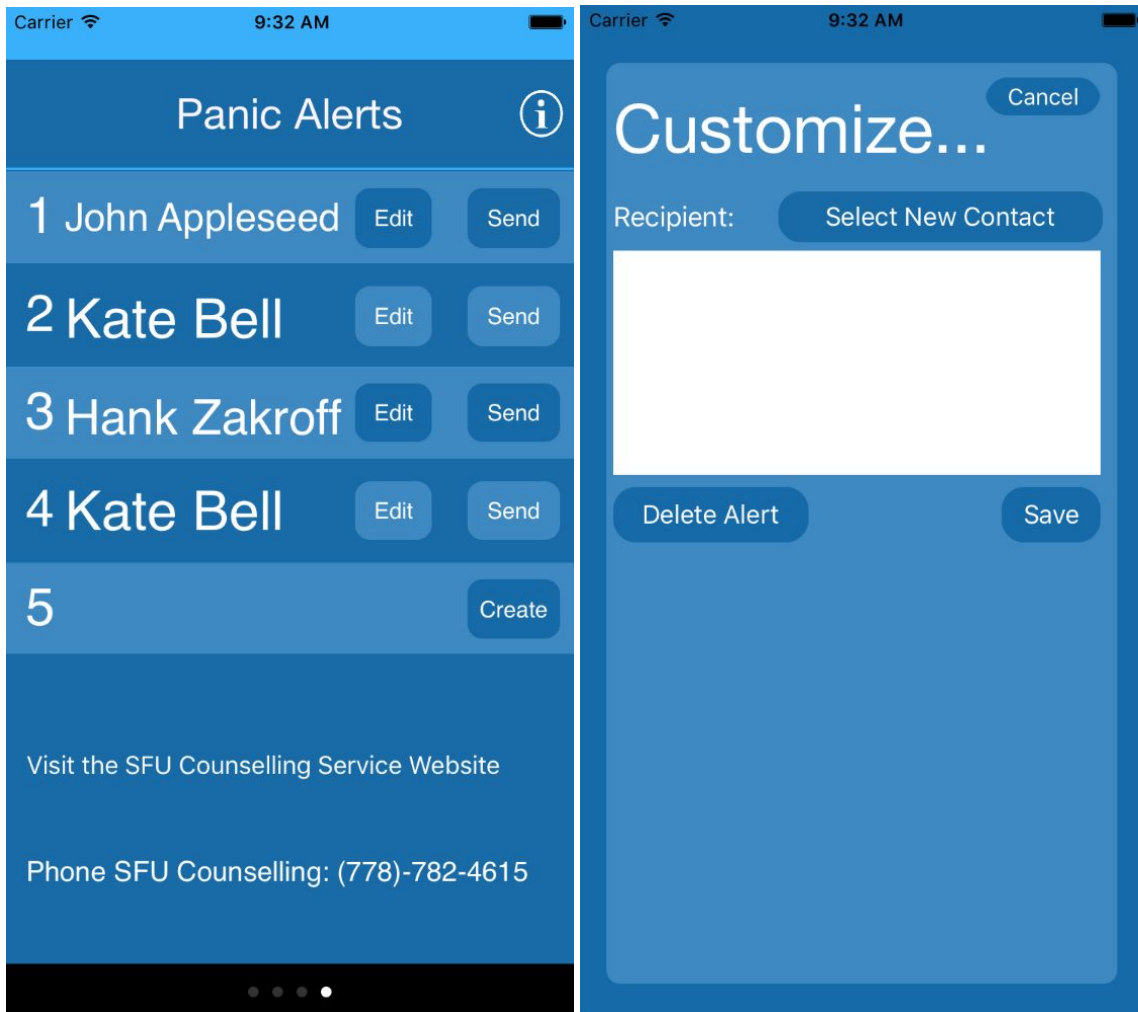 Carrier 9:32 AM
Panic Alerts i
1 John Appleseed Edit Send
2 Kate Bell Edit Send
3 Hank Zakroff Edit Send
4 Kate Bell Edit Send
5 Create
Visit the SFU Counselling Service Website
Phone SFU Counselling: (778)-782-4615
Carrier 9:32 AM
Cancel
Customize...
Recipient: Select New Contact
Delete Alert Save